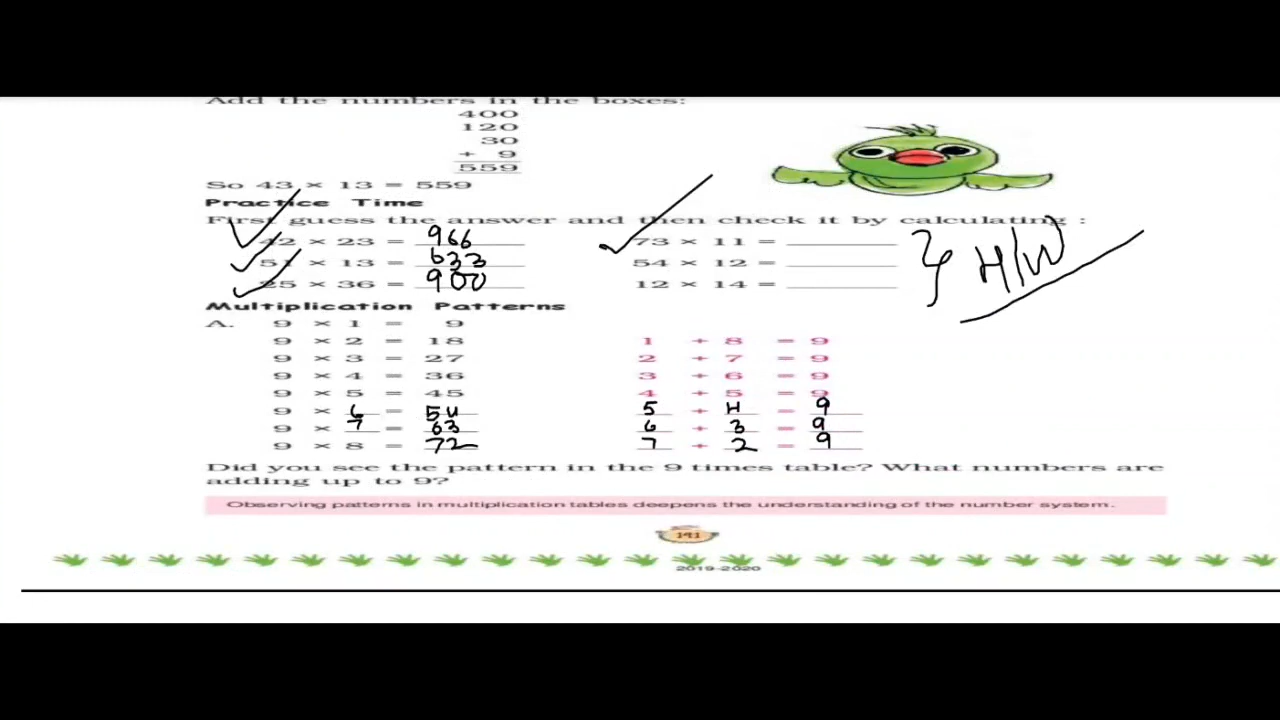 Add the numbers in the boxes:
400
120
30
+ 9
559
So 43 × 13 = 559
Practice Time
First guess the answer and then check it by calculating :
42 × 23 = 966 73 × 11 =
51 × 13 = 633 54 × 12 =
25 × 36 = 900 12 × 14 =
} H/W
Multiplication Patterns
A. 9 × 1 = 9
9 × 2 = 18 1 + 8 = 9
9 × 3 = 27 2 + 7 = 9
9 × 4 = 36 3 + 6 = 9
9 × 5 = 45 4 + 5 = 9
9 × 6 = 54 5 + 4 = 9
9 × 7 = 63 6 + 3 = 9
9 × 8 = 72 7 + 2 = 9
Did you see the pattern in the 9 times table? What numbers are
adding up to 9?
Observing patterns in multiplication tables deepens the understanding of the number system.
141
2019-2020